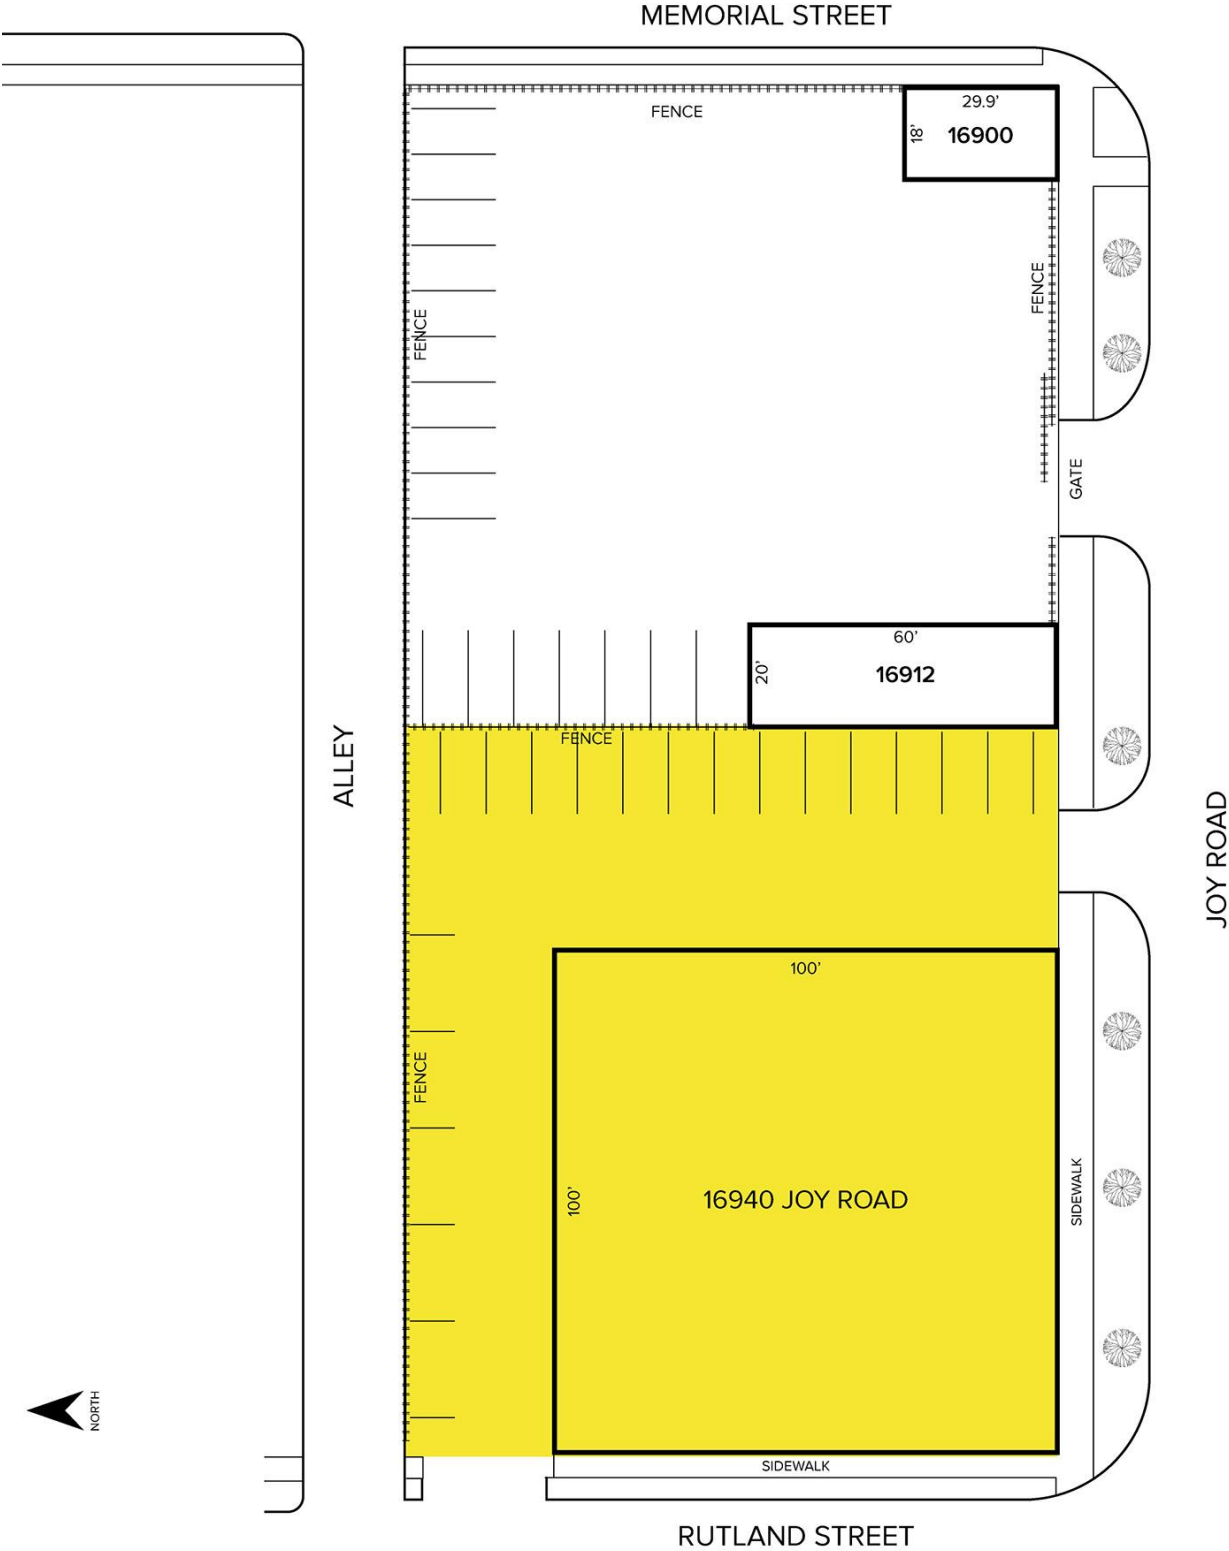 MEMORIAL STREET
29.9’
18’
16900
FENCE
FENCE
FENCE
GATE
60’
20’
16912
FENCE
ALLEY
JOY ROAD
100’
FENCE
100’
16940 JOY ROAD
SIDEWALK
NORTH
SIDEWALK
RUTLAND STREET